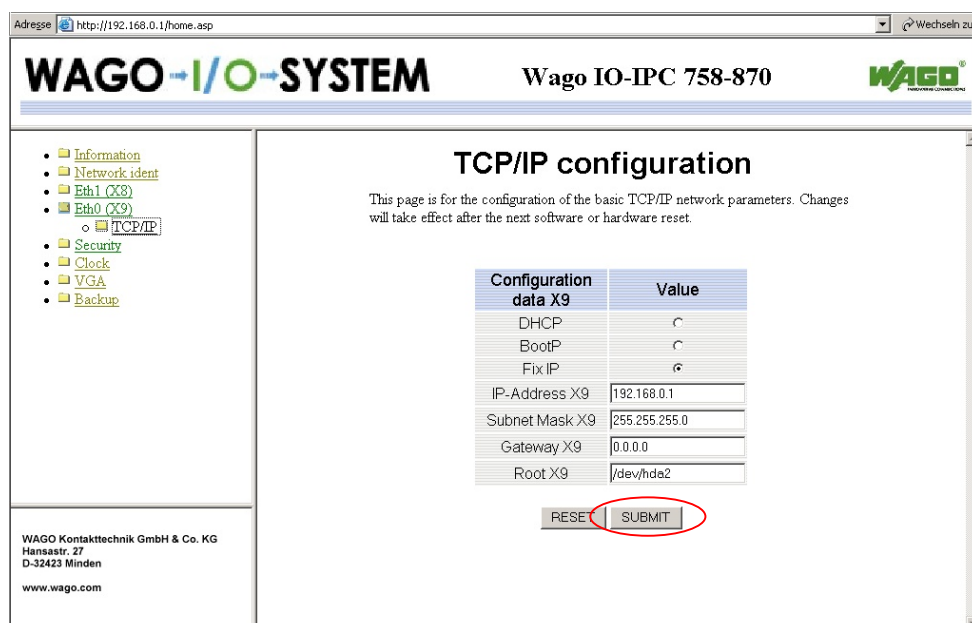 Adresse http://192.168.0.1/home.asp Wechseln zu
WAGO I/O SYSTEM
Wago IO-IPC 758-870
WAGO®
Information
Network ident
Eth1 (X8)
Eth0 (X9)
TCP/IP
Security
Clock
VGA
Backup
WAGO Kontakttechnik GmbH & Co. KG
Hansastr. 27
D-32423 Minden
www.wago.com
TCP/IP configuration
This page is for the configuration of the basic TCP/IP network parameters. Changes
will take effect after the next software or hardware reset.
Configuration
data X9
Value
DHCP
BootP
Fix IP
IP-Address X9 192.168.0.1
Subnet Mask X9 255.255.255.0
Gateway X9 0.0.0.0
Root X9 /dev/hda2
RESET SUBMIT